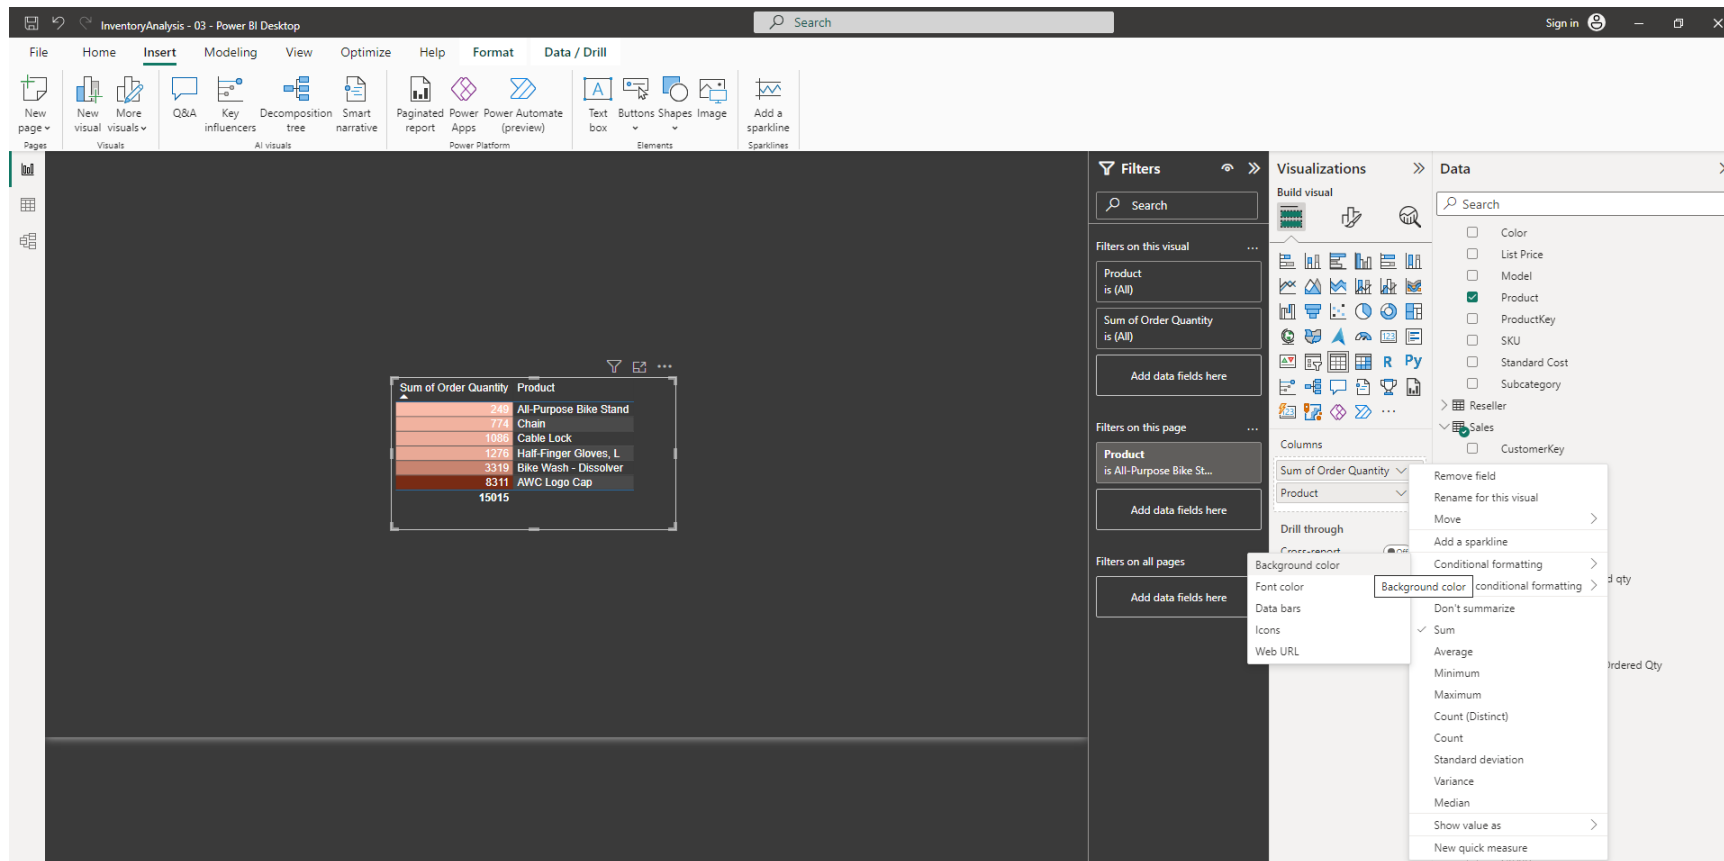 InventoryAnalysis - 03 - Power BI Desktop
Search
Sign in
File Home Insert Modeling View Optimize Help Format Data / Drill
New page
New visual
More visuals
Q&A
Key influencers
Decomposition tree
Smart narrative
Paginated report
Power Apps
Power Automate (preview)
A
Text box
Buttons
Shapes
Image
Add a sparkline
Pages
Visuals
AI visuals
Power Platform
Elements
Sparklines
Sum of Order Quantity Product
249 All-Purpose Bike Stand
774 Chain
1086 Cable Lock
1276 Half-Finger Gloves, L
3319 Bike Wash - Dissolver
8311 AWC Logo Cap
15015
Filters
Search
Filters on this visual
Product
is (All)
Sum of Order Quantity
is (All)
Add data fields here
Filters on this page
Product
is All-Purpose Bike St...
Add data fields here
Filters on all pages
Add data fields here
Visualizations
Build visual
123
R Py
123
Columns
Sum of Order Quantity
Product
Drill through
Cross-report
Off
Background color
Font color
Data bars
Icons
Web URL
Background color
Data
Search
Color
List Price
Model
Product
ProductKey
SKU
Standard Cost
Subcategory
Reseller
Sales
CustomerKey
Remove field
Rename for this visual
Move
Add a sparkline
Conditional formatting
conditional formatting
Don't summarize
Sum
Average
Minimum
Maximum
Count (Distinct)
Count
Standard deviation
Variance
Median
Show value as
New quick measure
d qty
Ordered Qty